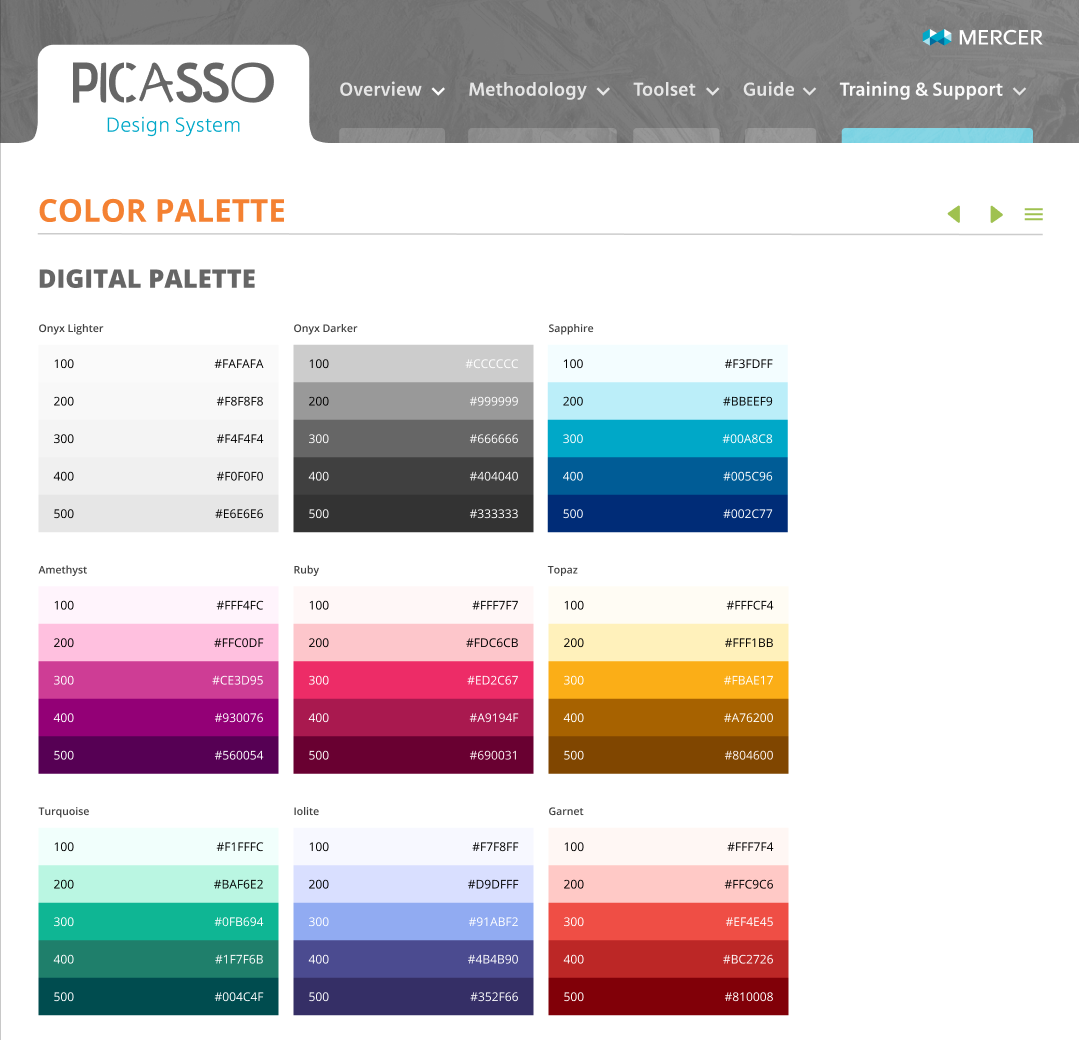 MERCER
PICASSO
Design System
Overview Methodology Toolset Guide Training & Support
COLOR PALETTE
DIGITAL PALETTE
Onyx Lighter
100 #FAFAFA
200 #F8F8F8
300 #F4F4F4
400 #F0F0F0
500 #E6E6E6
Onyx Darker
100 #CCCCCC
200 #999999
300 #666666
400 #404040
500 #333333
Sapphire
100 #F3FDFF
200 #BBEEF9
300 #00A8C8
400 #005C96
500 #002C77
Amethyst
100 #FFF4FC
200 #FFC0DF
300 #CE3D95
400 #930076
500 #560054
Ruby
100 #FFF7F7
200 #FDC6CB
300 #ED2C67
400 #A9194F
500 #690031
Topaz
100 #FFFCF4
200 #FFF1BB
300 #FBAE17
400 #A76200
500 #804600
Turquoise
100 #F1FFFC
200 #BAF6E2
300 #0FB694
400 #1F7F6B
500 #004C4F
Iolite
100 #F7F8FF
200 #D9DFFF
300 #91ABF2
400 #4B4B90
500 #352F66
Garnet
100 #FFF7F4
200 #FFC9C6
300 #EF4E45
400 #BC2726
500 #810008